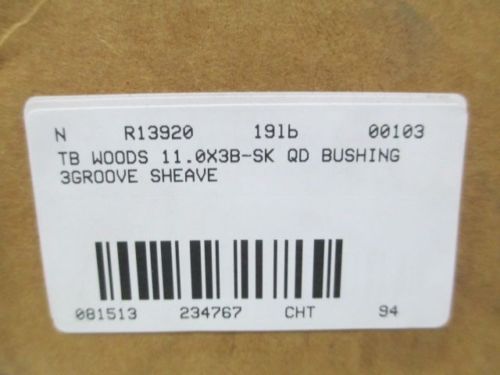 N R13920 19lb 00103
TB WOODS 11.0X3B-SK QD BUSHING
3GROOVE SHEAVE
081513 234767 CHT 94